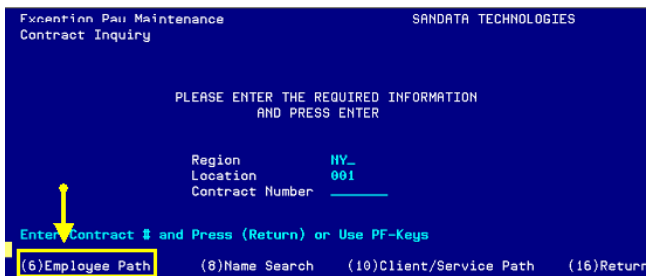 Exception Pay Maintenance SANDATA TECHNOLOGIES
Contract Inquiry
PLEASE ENTER THE REQUIRED INFORMATION
AND PRESS ENTER
Region NY_
Location 001
Contract Number
Enter Contract # and Press (Return) or Use PF-Keys
(6)Employee Path (8)Name Search (10)Client/Service Path (16)Return